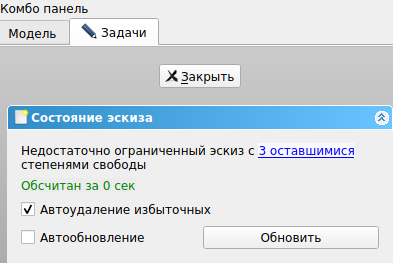 Комбо панель
Модель
Задачи
Закрыть
Состояние эскиза
Недостаточно ограниченный эскиз с 3 оставшимися
степенями свободы
Обсчитан за 0 сек
Автоудаление избыточных
Автообновление
Обновить